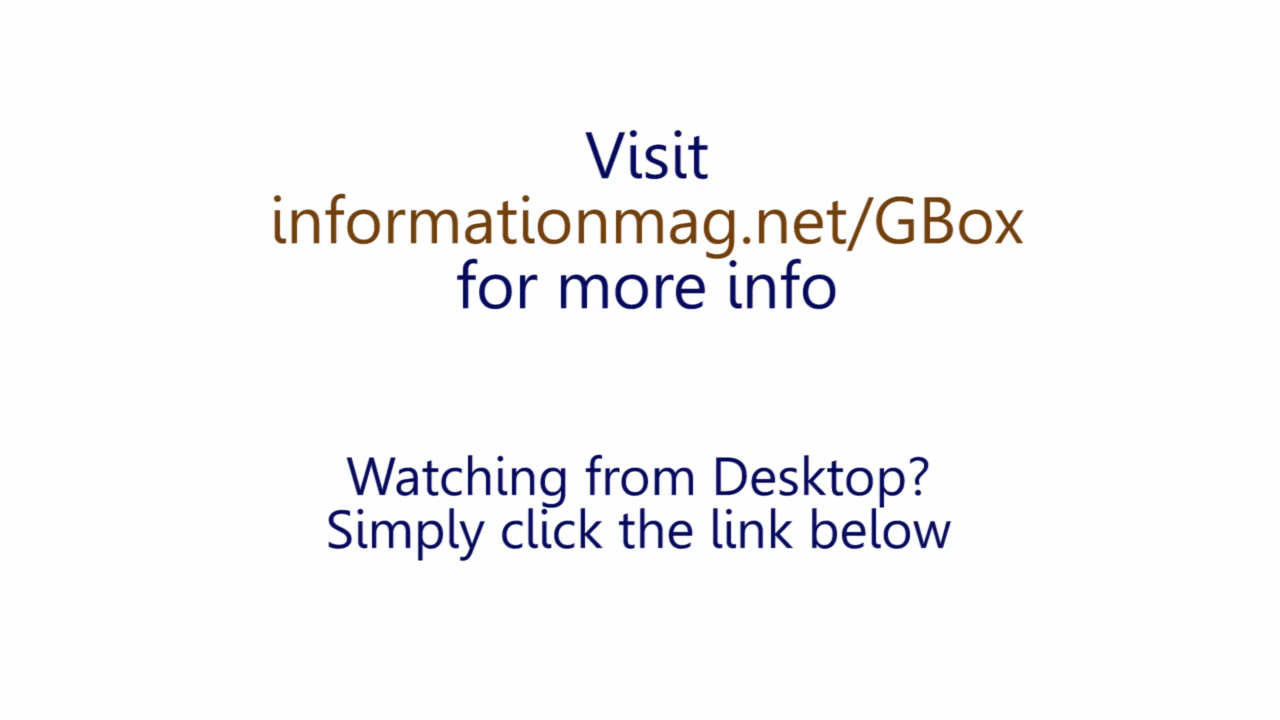 Visit
informationmag.net/GBox
for more info
Watching from Desktop?
Simply click the link below